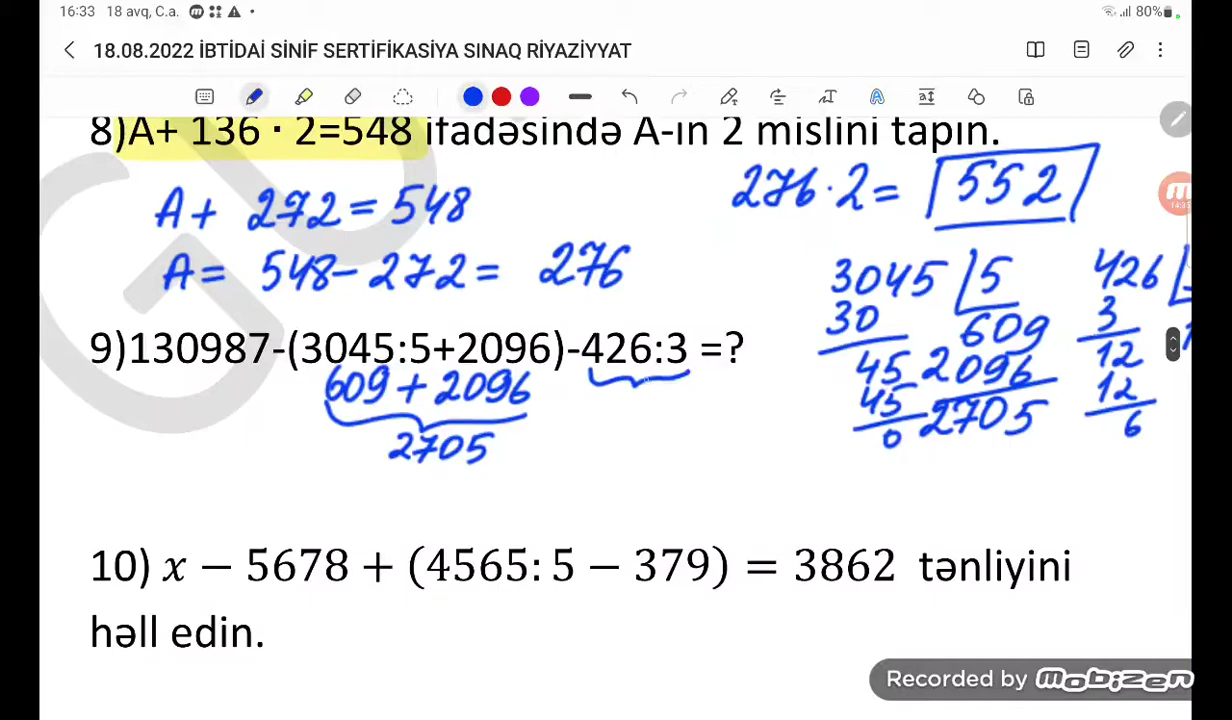 16:33 18 avq, C.a.
80%
18.08.2022 İBTİDAİ SİNİF SERTİFİKASİYA SINAQ RİYAZİYYAT
8)A+ 136 · 2=548 ifadəsində A-ın 2 mislini tapın.
A + 272 = 548
276 · 2 = 552
A = 548 - 272 = 276
9)130987-(3045:5+2096)-426:3 =?
609 + 2096
2705
3045 5
30 609
45 2096
45 2705
0
426
3
12
12
6
10) x − 5678 + (4565: 5 − 379) = 3862 tənliyini
həll edin.
Recorded by mobizen